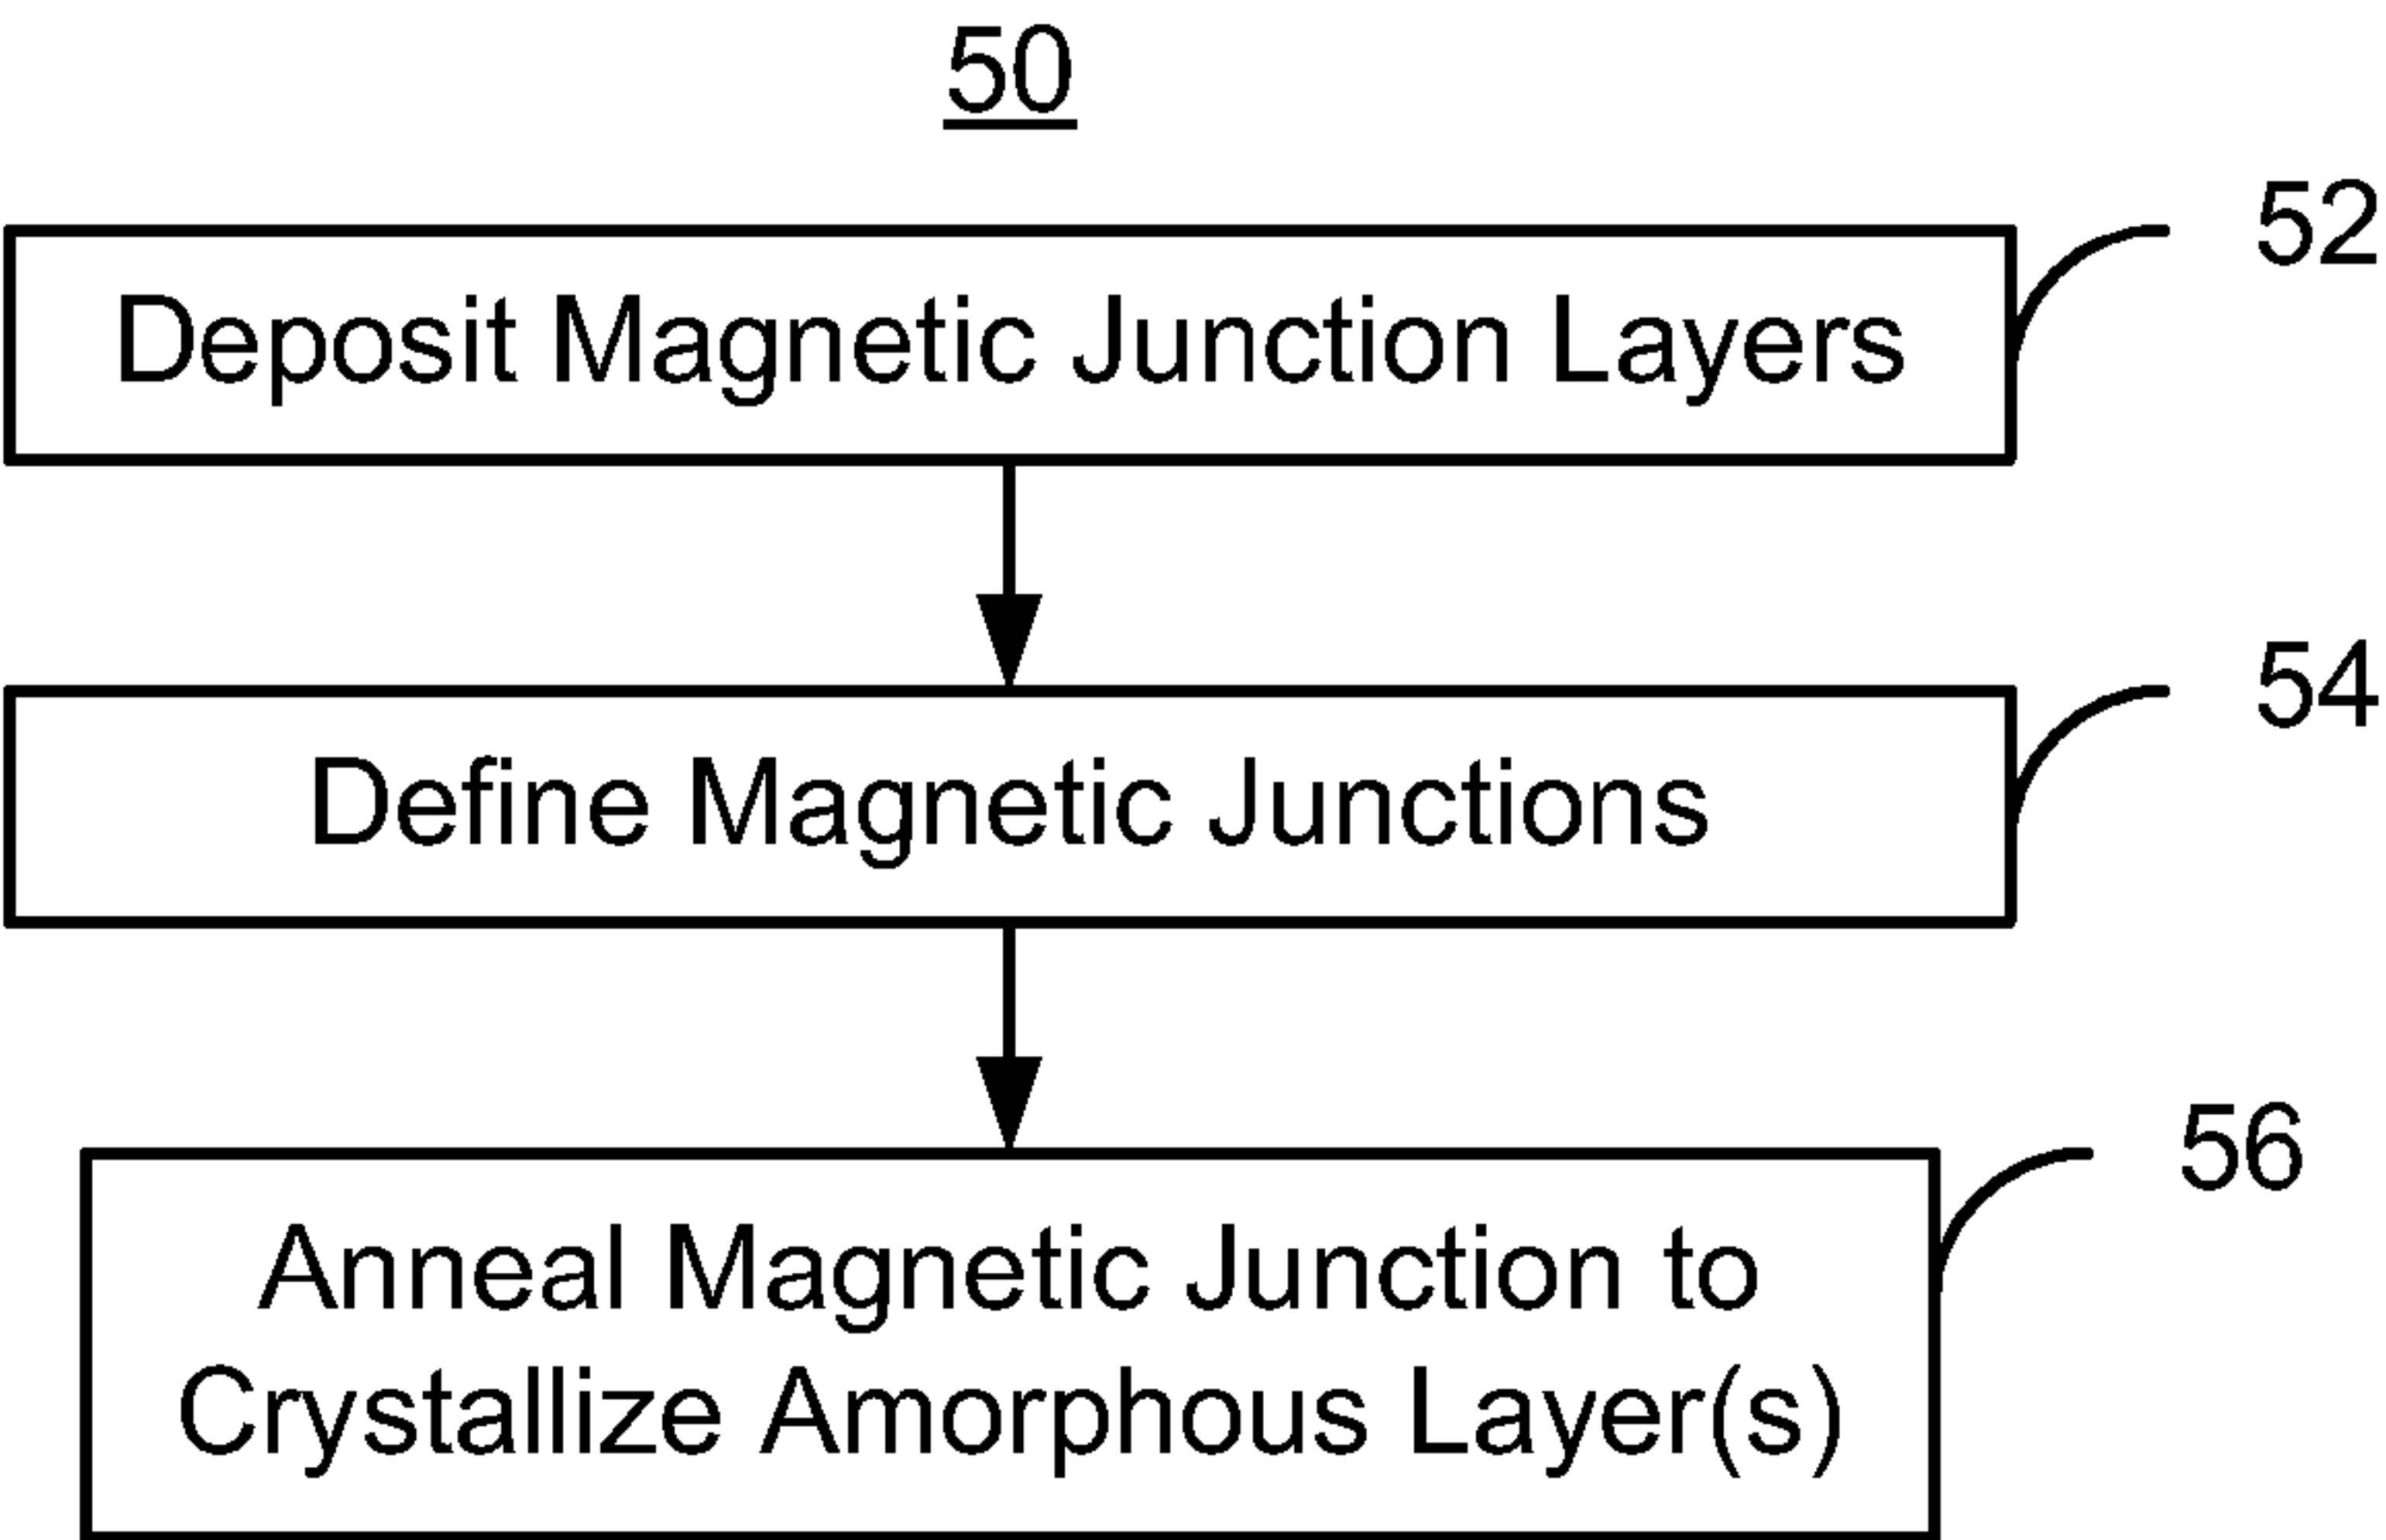 50
52
Deposit Magnetic Junction Layers
54
Define Magnetic Junctions
56
Anneal Magnetic Junction to
Crystallize Amorphous Layer(s)